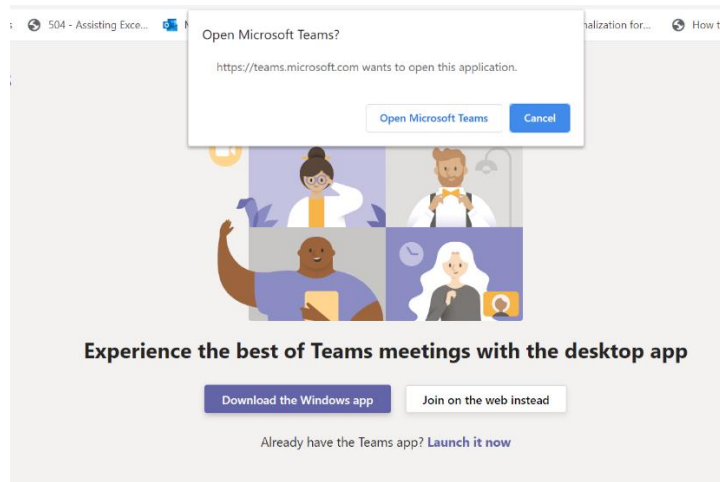 504 - Assisting Exce...
nalization for...
How t
Open Microsoft Teams?
https://teams.microsoft.com wants to open this application.
Open Microsoft Teams
Cancel
Experience the best of Teams meetings with the desktop app
Download the Windows app
Join on the web instead
Already have the Teams app? Launch it now